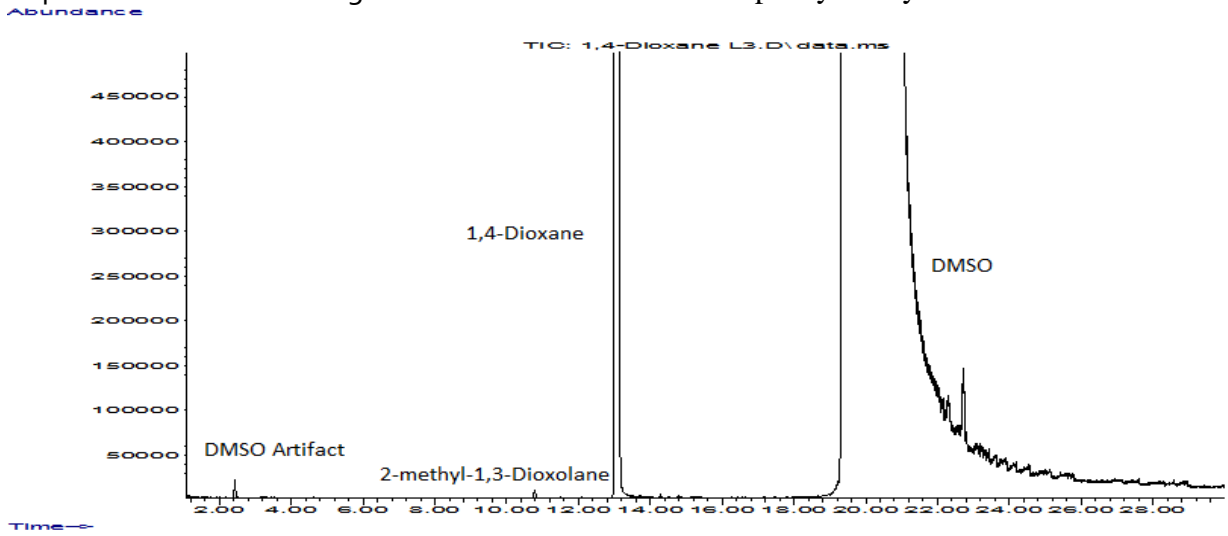 Abundance
TIC: 1,4-Dioxane L3.D\data.ms
450000
400000
350000
300000
250000
200000
150000
100000
50000
1,4-Dioxane
DMSO
DMSO Artifact
2-methyl-1,3-Dioxolane
2.00 4.00 6.00 8.00 10.00 12.00 14.00 16.00 18.00 20.00 22.00 24.00 26.00 28.00
Time-->